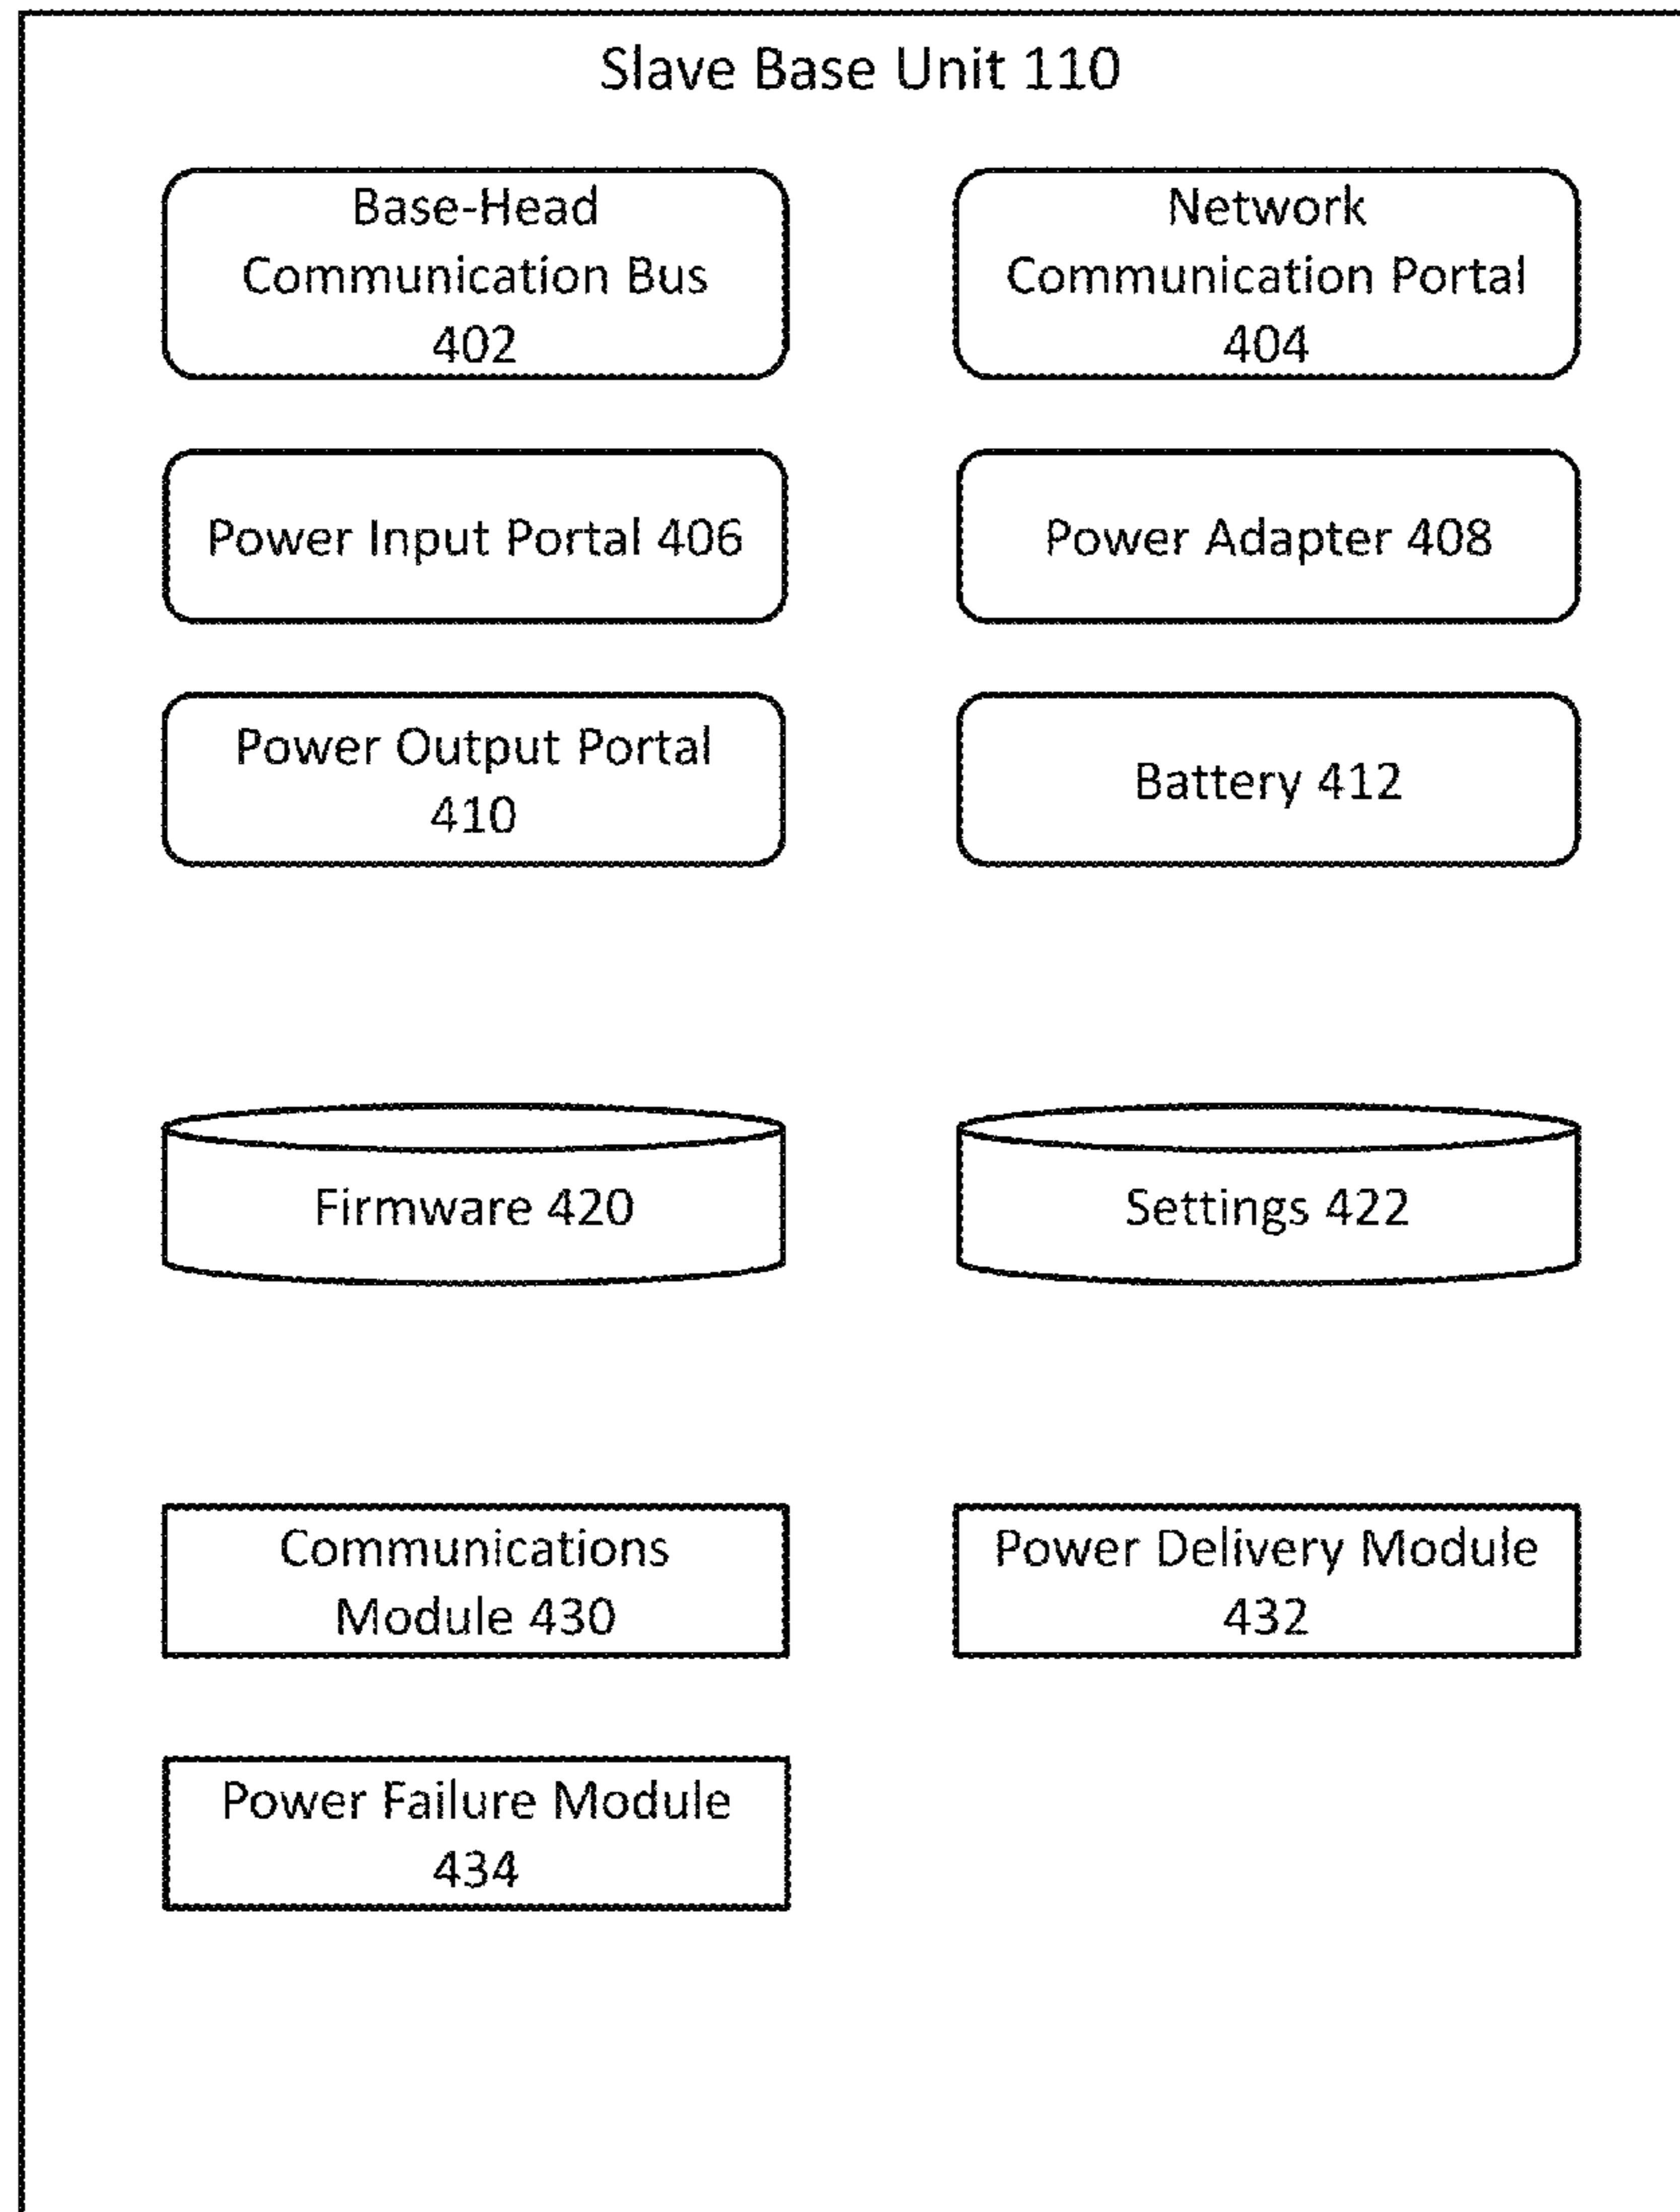 Slave Base Unit 110
Base-Head
Communication Bus
402
Network
Communication Portal
404
Power Input Portal 406
Power Adapter 408
Power Output Portal
410
Battery 412
Firmware 420
Settings 422
Communications
Module 430
Power Delivery Module
432
Power Failure Module
434